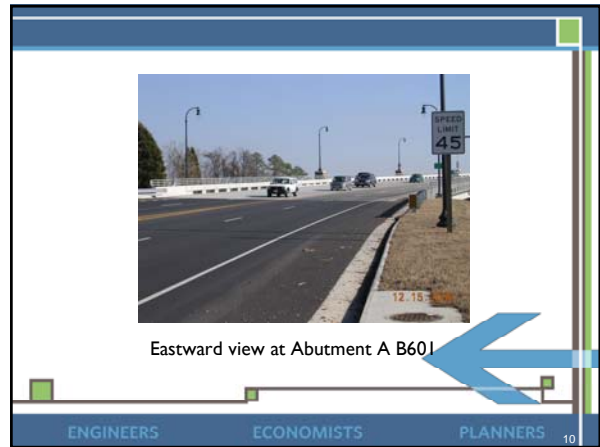 SPEED
LIMIT
45
12.15
Eastward view at Abutment A B601
ENGINEERS ECONOMISTS PLANNERS 10